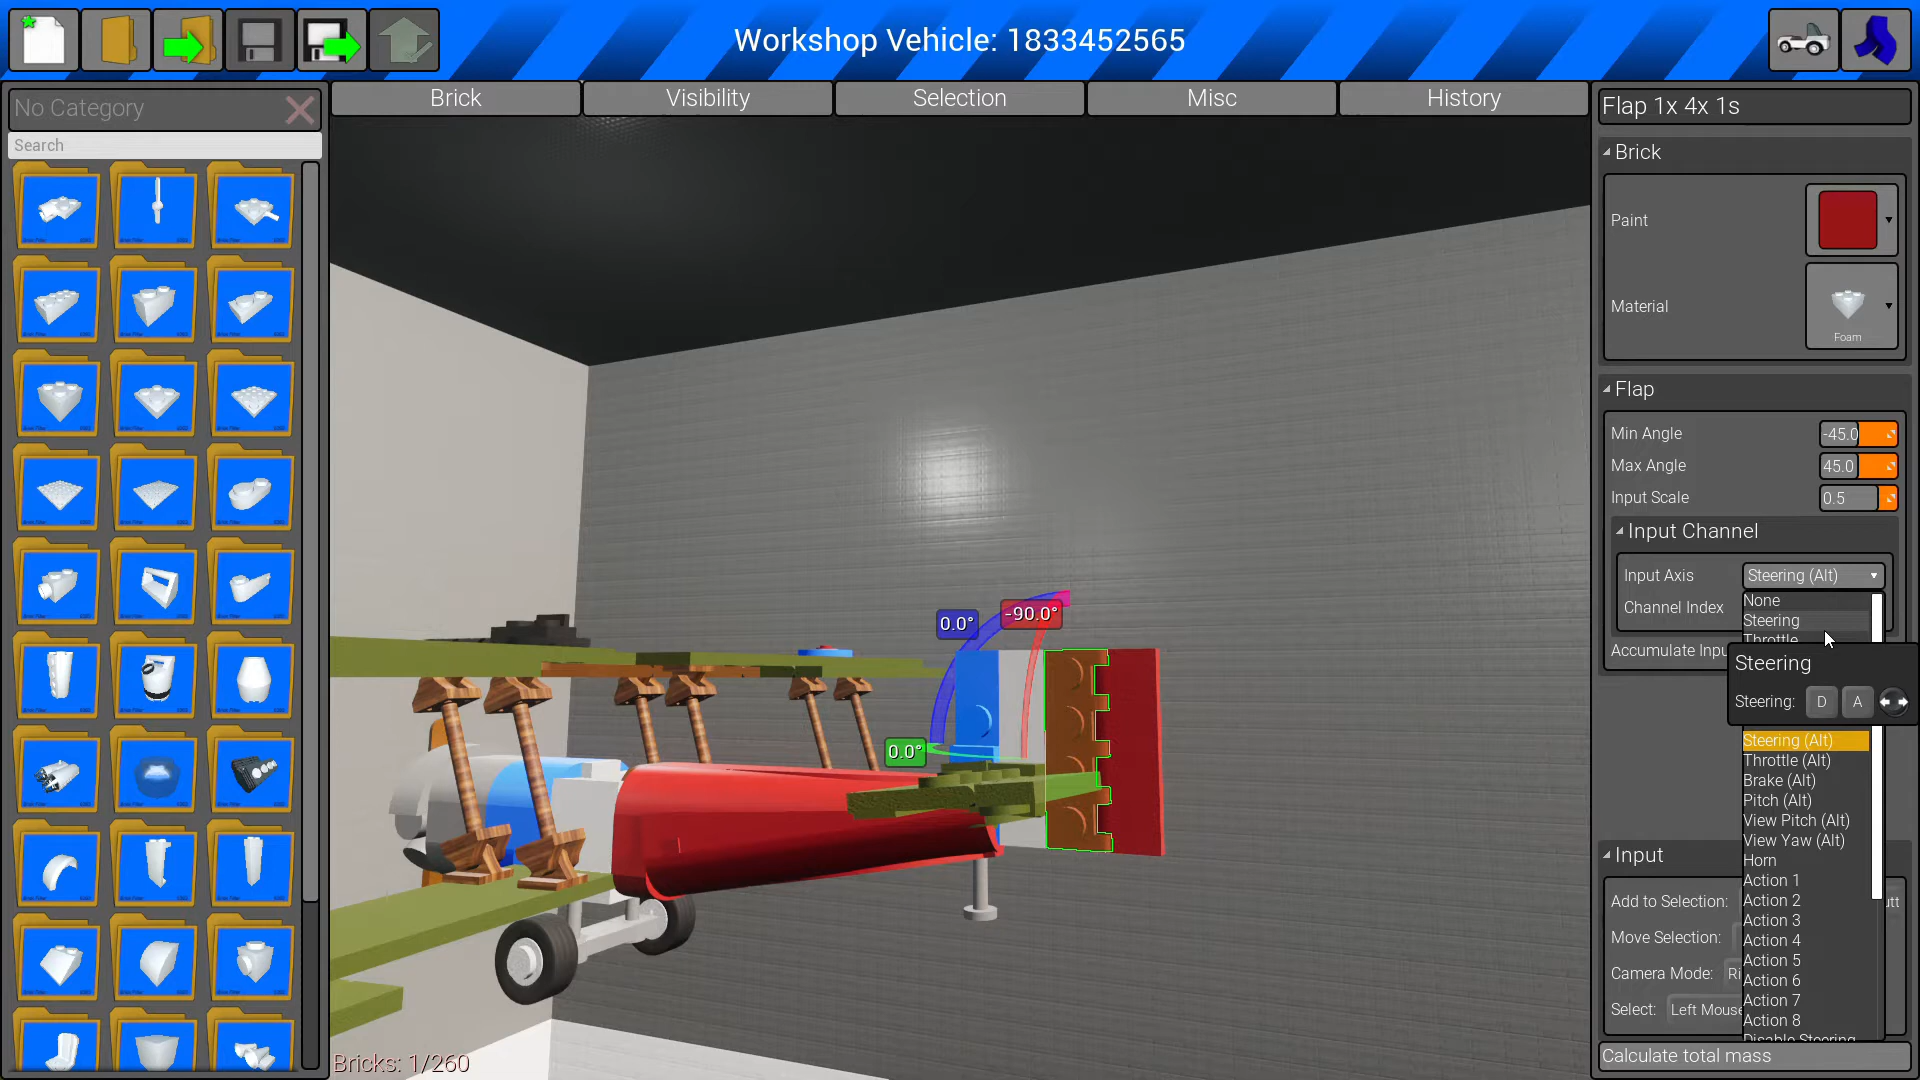 Workshop Vehicle: 1833452565
No Category
Search
Brick
Visibility
Selection
Misc
History
0.0°
-90.0°
0.0°
Bricks: 1/260
Flap 1x 4x 1s
Brick
Paint
Material
Foam
Flap
Min Angle
-45.0
Max Angle
45.0
Input Scale
0.5
Input Channel
Input Axis
Steering (Alt)
Channel Index
None
Steering
Throttle
Accumulate Inpu
Steering
Steering:
D
A
Steering (Alt)
Throttle (Alt)
Brake (Alt)
Pitch (Alt)
View Pitch (Alt)
View Yaw (Alt)
Horn
Action 1
Action 2
Action 3
Action 4
Action 5
Action 6
Action 7
Action 8
Disable Steering
Input
Add to Selection:
utt
Move Selection:
Camera Mode:
Ri
Select:
Left Mouse
Calculate total mass